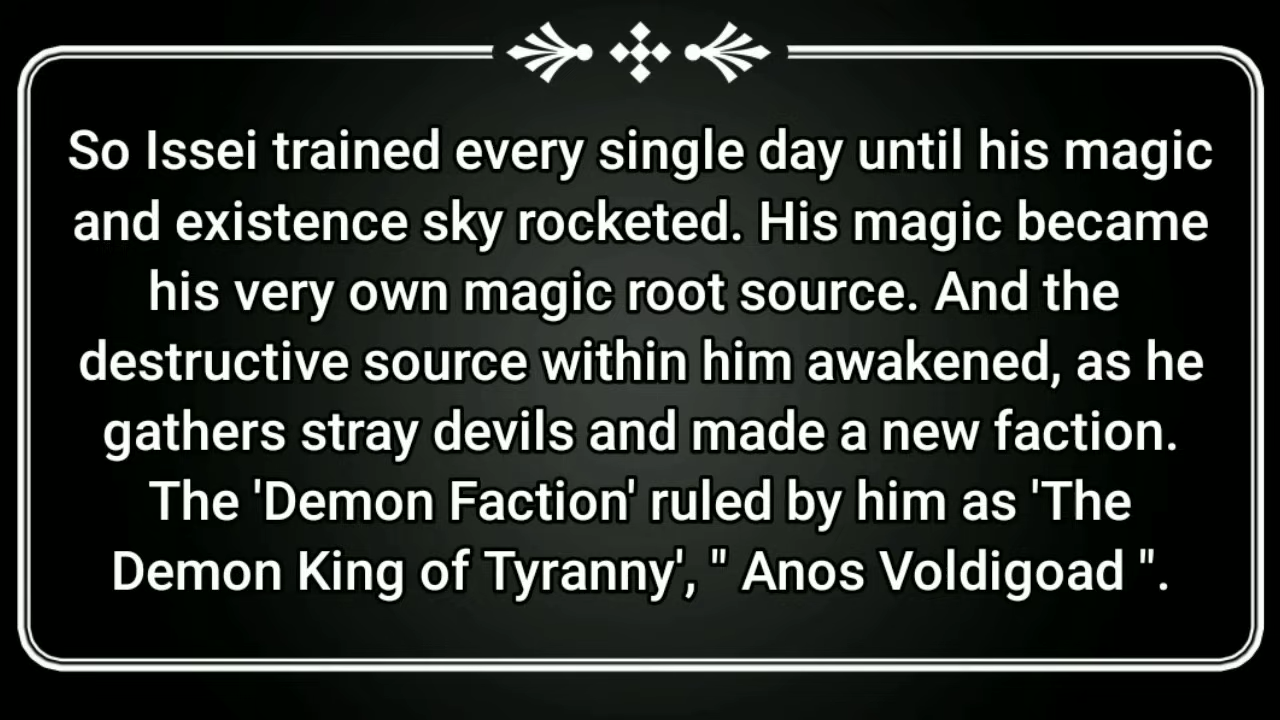 So Issei trained every single day until his magic
and existence sky rocketed. His magic became
his very own magic root source. And the
destructive source within him awakened, as he
gathers stray devils and made a new faction.
The 'Demon Faction' ruled by him as 'The
Demon King of Tyranny', " Anos Voldigoad ".